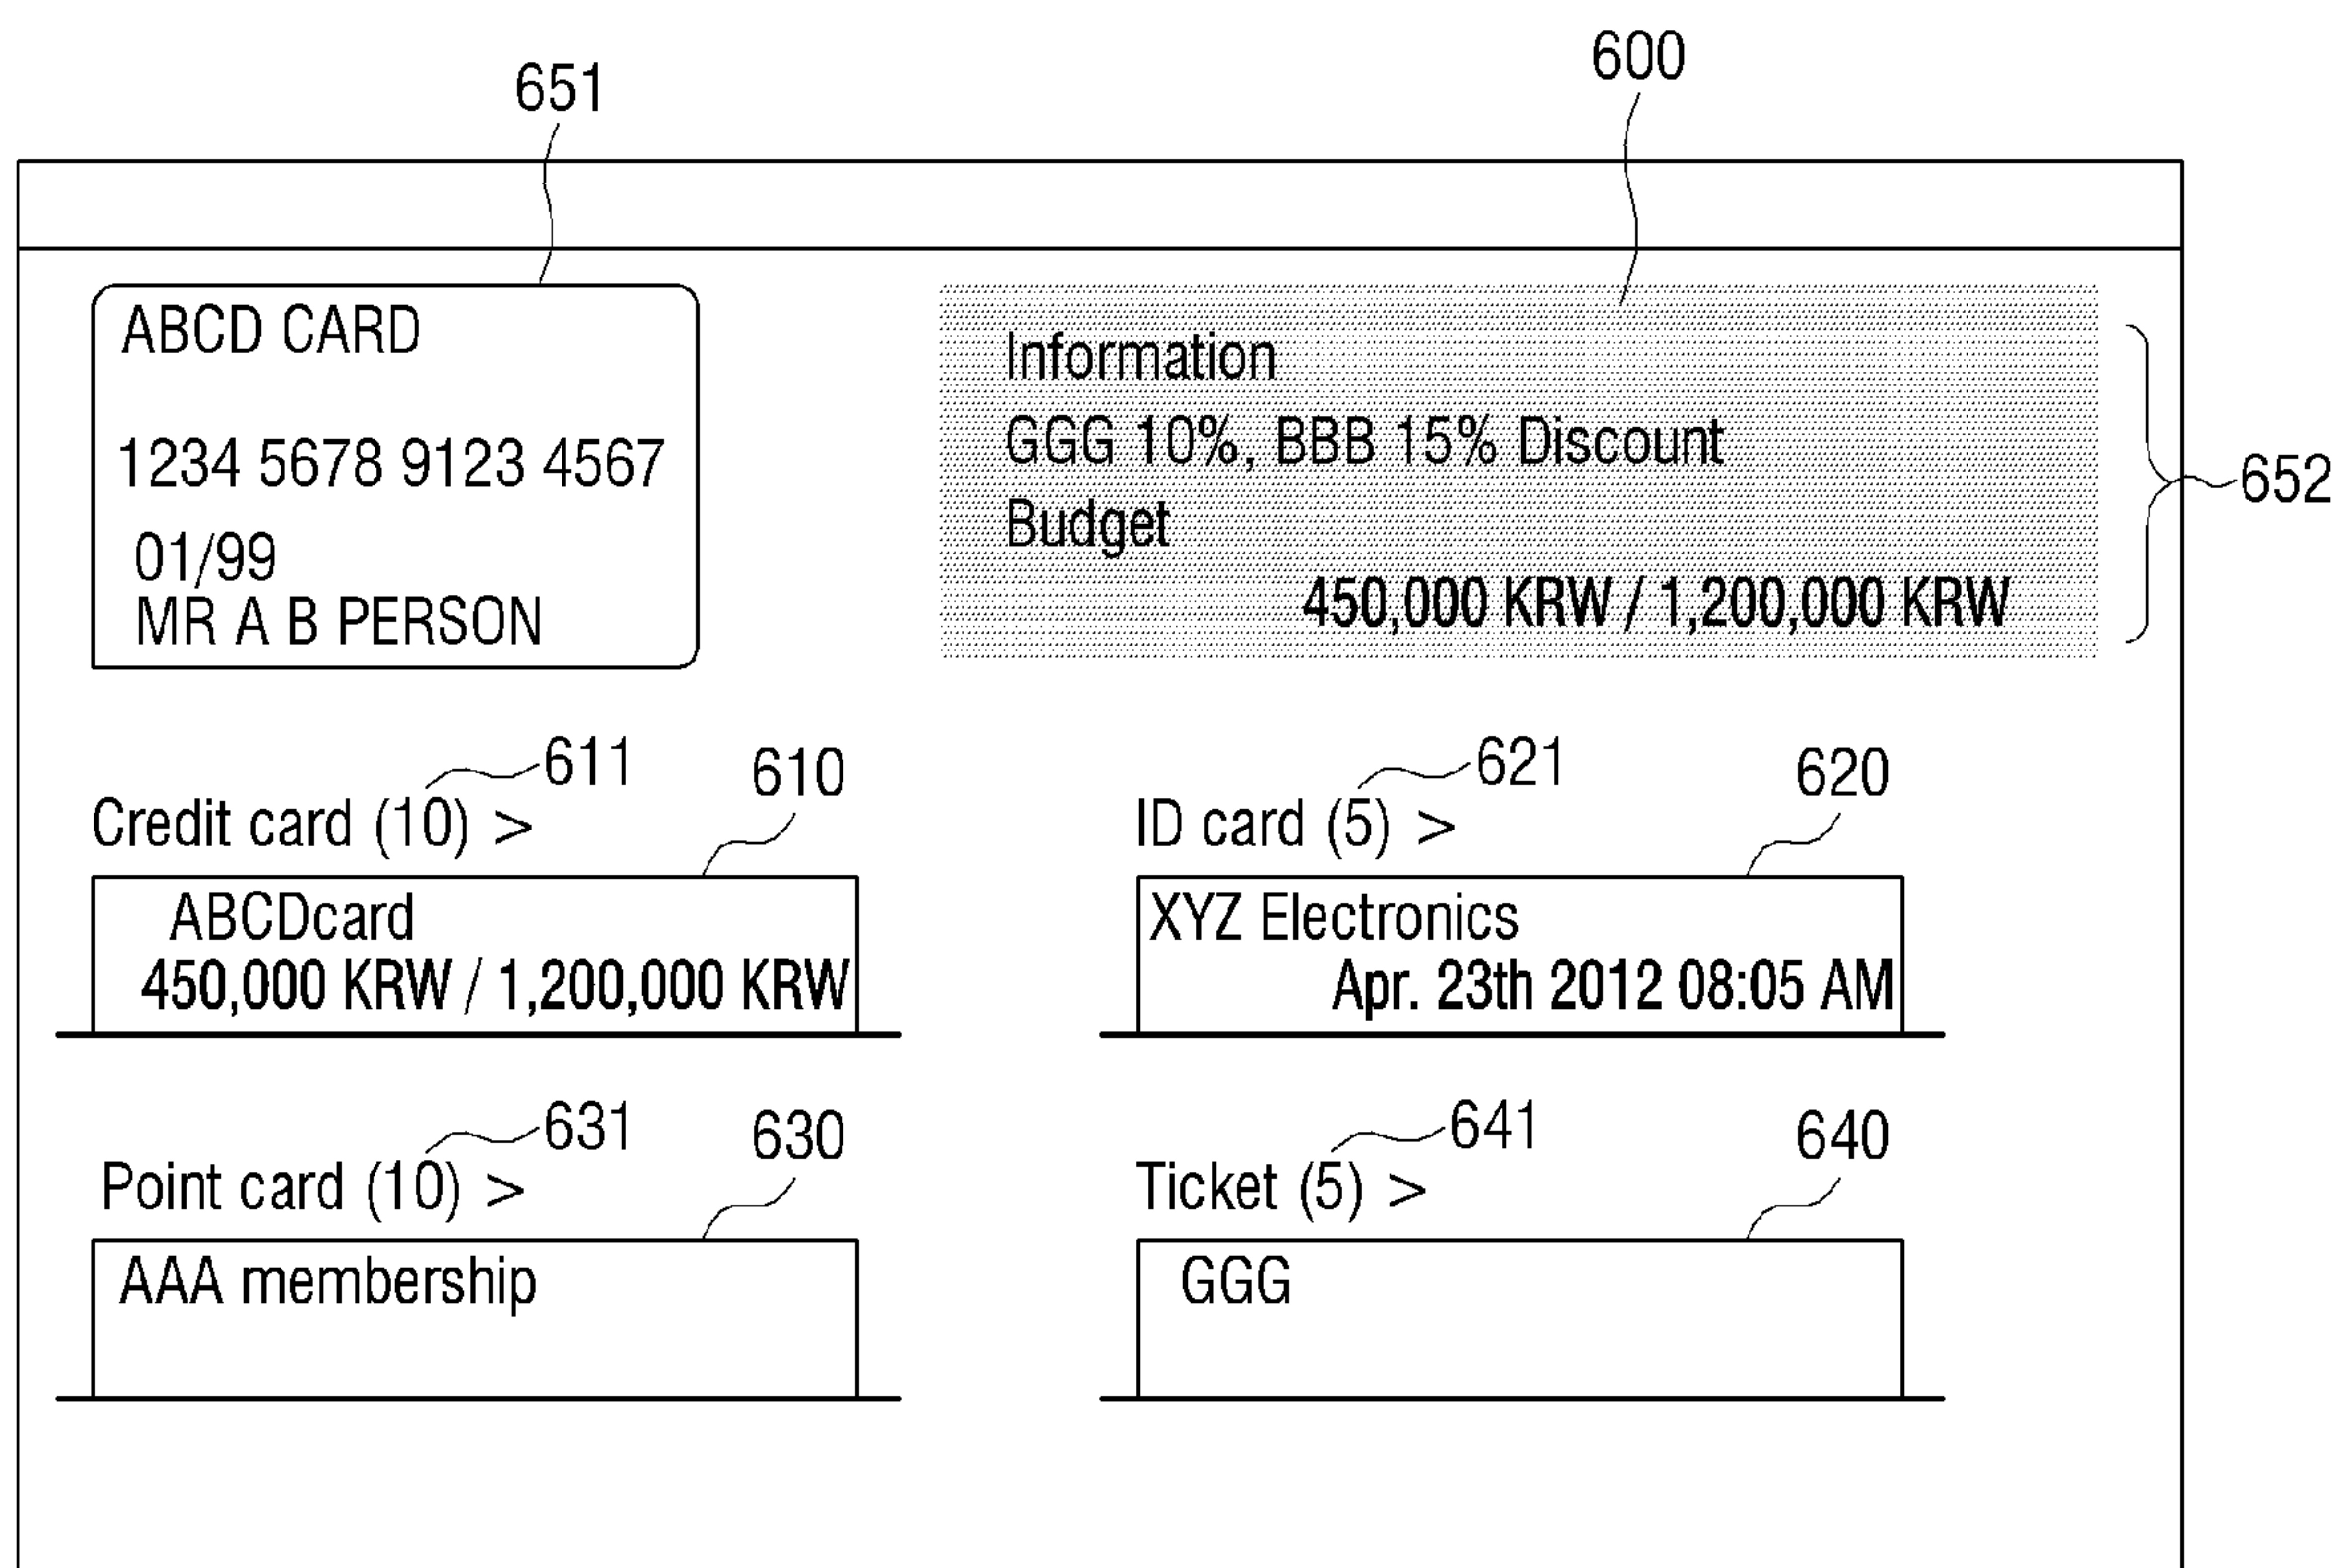 600
651
ABCD CARD
1234 5678 9123 4567
01/99
MR A B PERSON
Information
GGG 10%, BBB 15% Discount
Budget
450,000 KRW / 1,200,000 KRW
652
611
610
Credit card (10) >
ABCDcard
450,000 KRW / 1,200,000 KRW
621
620
ID card (5) >
XYZ Electronics
Apr. 23th 2012 08:05 AM
631
630
Point card (10) >
AAA membership
641
640
Ticket (5) >
GGG